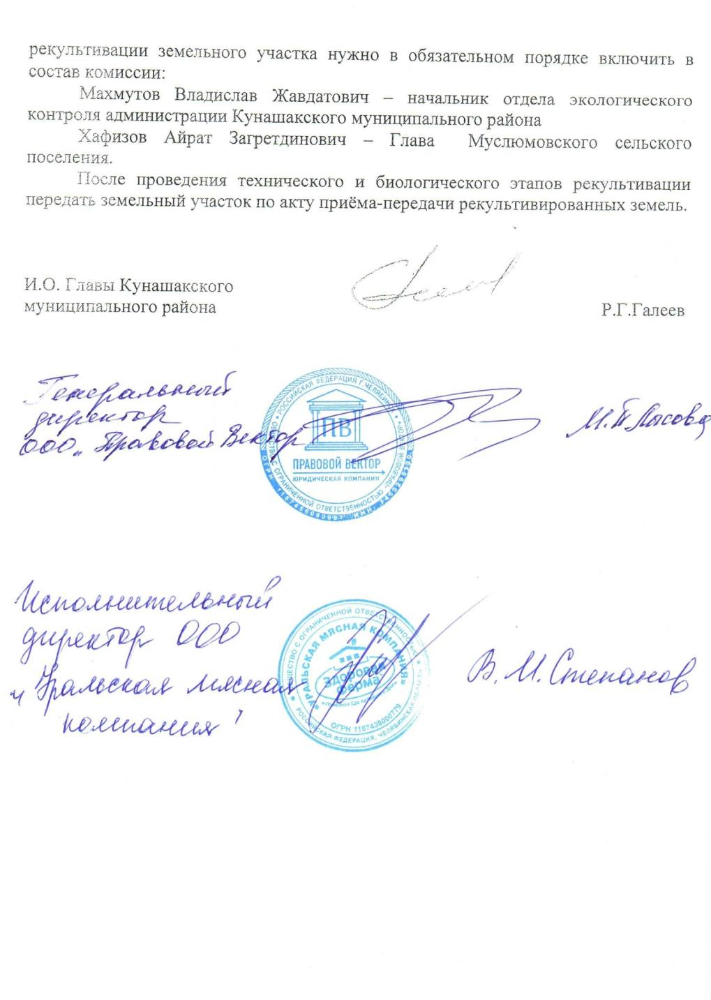 рекультивации земельного участка нужно в обязательном порядке включить в
состав комиссии:
Махмутов Владислав Жавдатович – начальник отдела экологического
контроля администрации Кунашакского муниципального района
Хафизов Айрат Загретдинович – Глава Муслюмовского сельского
поселения.
После проведения технического и биологического этапов рекультивации
передать земельный участок по акту приёма-передачи рекультивированных земель.
И.О. Главы Кунашакского
муниципального района
Р.Г.Галеев
Генеральный
директор
ООО „Правовой Вектор
М.П. Лысова
РОССИЙСКАЯ ФЕДЕРАЦИЯ Г.ЧЕЛЯБИНСК
ОБЩЕСТВО С ОГРАНИЧЕННОЙ ОТВЕТСТВЕННОСТЬЮ "ПРАВОВОЙ ВЕКТОР"
ПВ
ПРАВОВОЙ ВЕКТОР
ЮРИДИЧЕСКАЯ КОМПАНИЯ
ОГРН
ИНН
Исполнительный
директор ООО
„Уральская мясная
компания"
В.М.Степанов
ОБЩЕСТВО С ОГРАНИЧЕННОЙ ОТВЕТСТВЕННОСТЬЮ
«УРАЛЬСКАЯ МЯСНАЯ КОМПАНИЯ»
ЗДОРОВАЯ
ферма
ОГРН 1107438000779
РОССИЙСКАЯ ФЕДЕРАЦИЯ, ЧЕЛЯБИНСКАЯ ОБЛАСТЬ